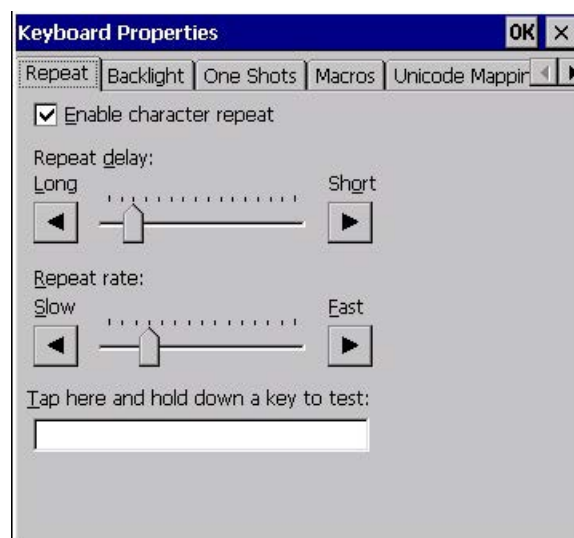 Keyboard Properties OK ×
Repeat Backlight One Shots Macros Unicode Mappin
Enable character repeat
Repeat delay:
Long Short
Repeat rate:
Slow Fast
Tap here and hold down a key to test: